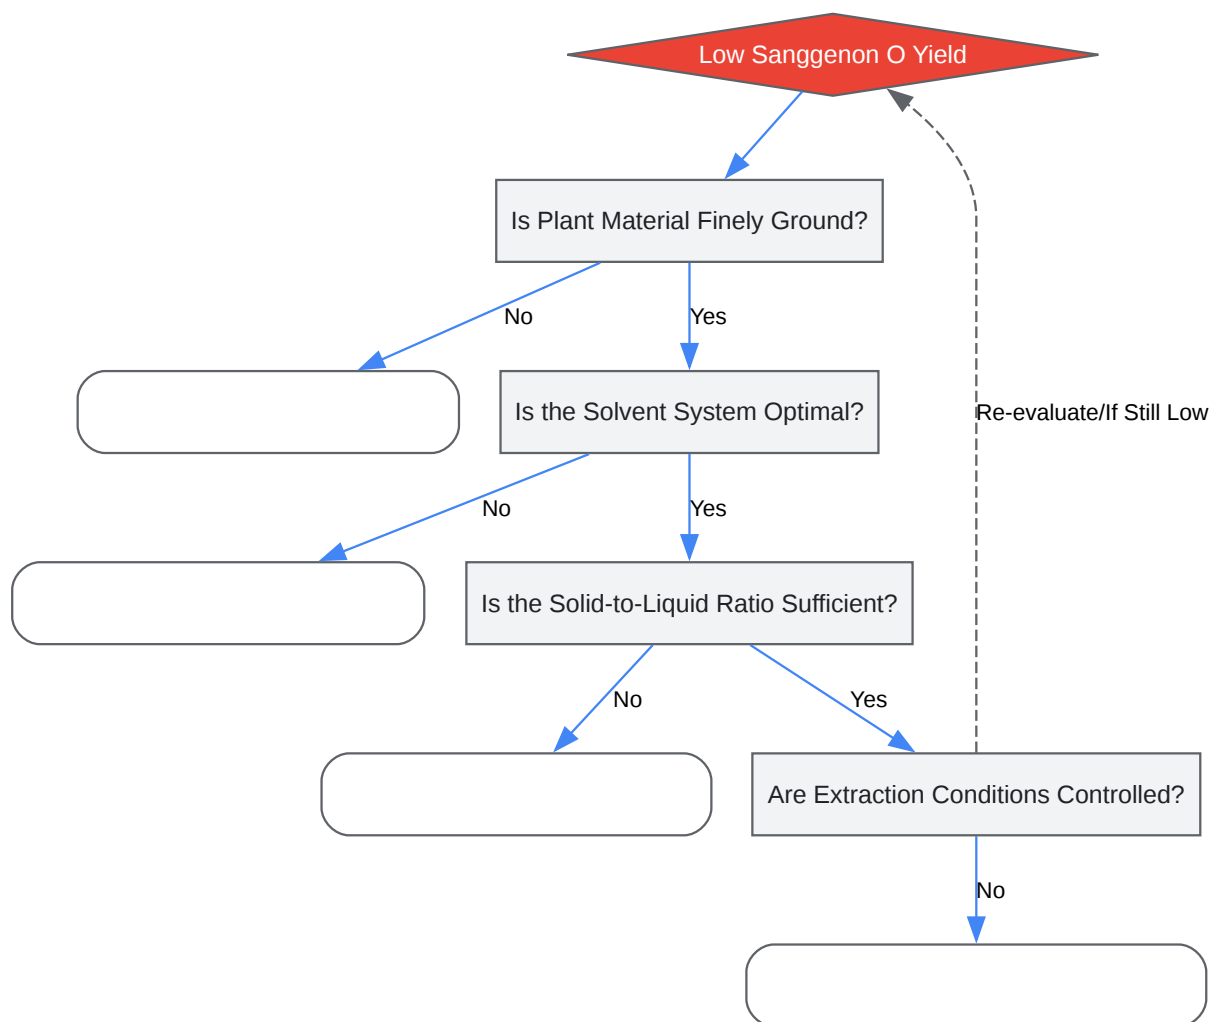 Low Sanggenon O Yield
Is Plant Material Finely Ground?
No
Yes
Is the Solvent System Optimal?
Re-evaluate/If Still Low
No
Yes
Is the Solid-to-Liquid Ratio Sufficient?
No
Yes
Are Extraction Conditions Controlled?
No